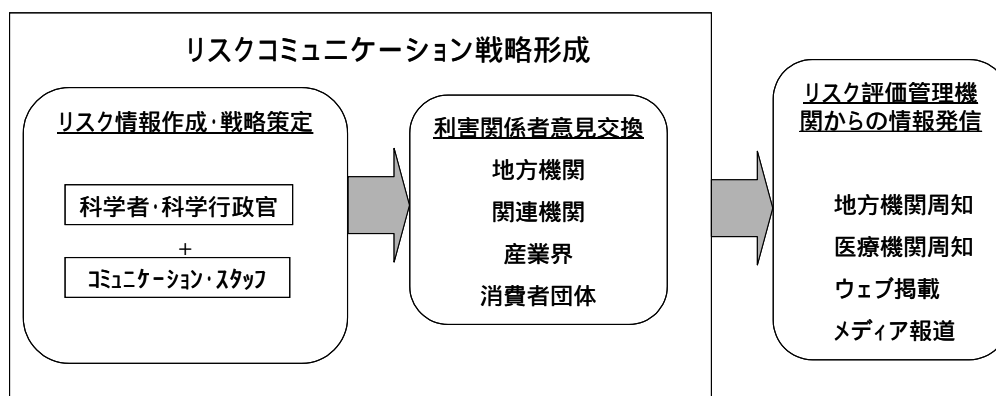 リスクコミュニケーション戦略形成
リスク情報作成・戦略策定
科学者・科学行政官
+
ｺﾐｭﾆｹｰｼｮﾝ・ｽﾀｯﾌ
利害関係者意見交換
地方機関
関連機関
産業界
消費者団体
リスク評価管理機
関からの情報発信
地方機関周知
医療機関周知
ウェブ掲載
メディア報道